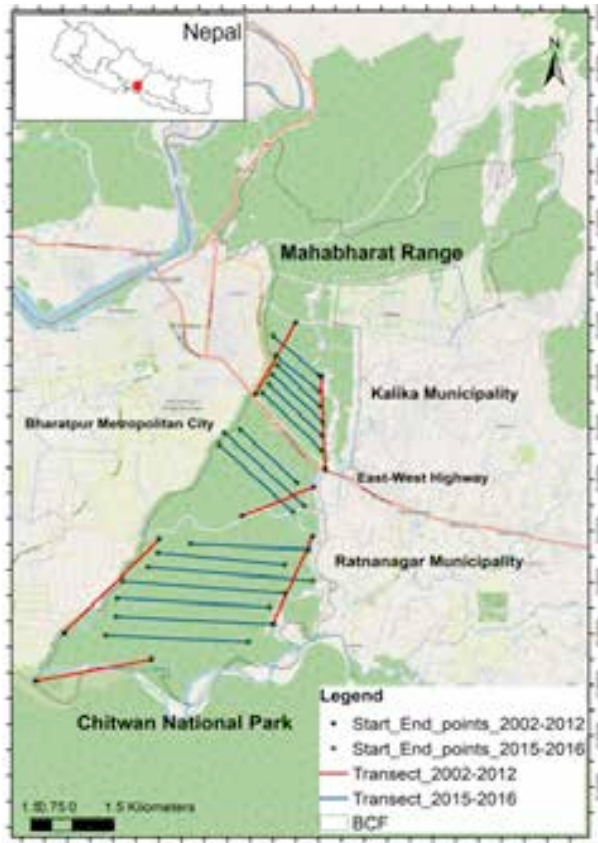 Nepal
N
Mahabharat Range
Kalika Municipality
Bharatpur Metropolitan City
East-West Highway
Ratnanagar Municipality
Chitwan National Park
Legend
Start_End_points_2002-2012
Start_End_points_2015-2016
Transect_2002-2012
Transect_2015-2016
BCF
1.5 Kilometers